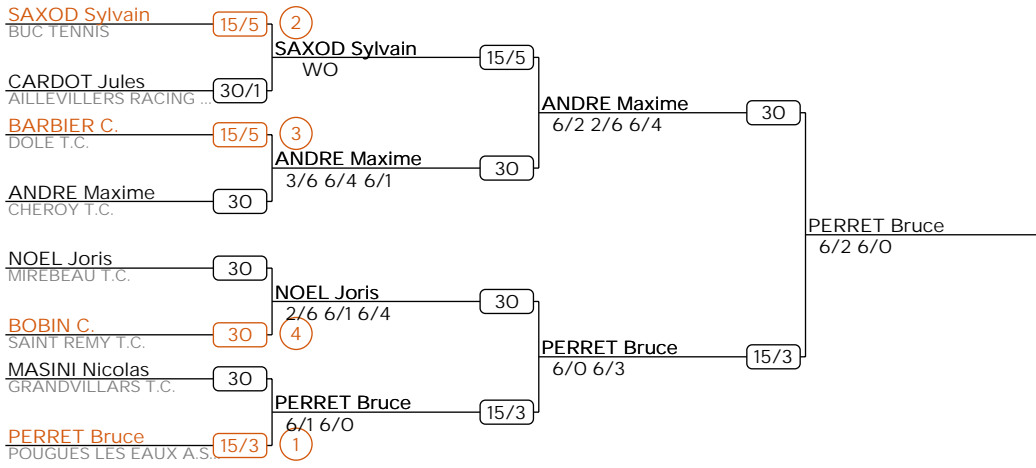 SAXOD Sylvain
BUC TENNIS
15/5
2
SAXOD Sylvain
WO
15/5
CARDOT Jules
AILLEVILLERS RACING ...
30/1
ANDRE Maxime
6/2 2/6 6/4
30
BARBIER C.
DOLE T.C.
15/5
3
ANDRE Maxime
3/6 6/4 6/1
30
ANDRE Maxime
CHEROY T.C.
30
PERRET Bruce
6/2 6/0
NOEL Joris
MIREBEAU T.C.
30
NOEL Joris
2/6 6/1 6/4
30
BOBIN C.
SAINT REMY T.C.
30
4
PERRET Bruce
6/0 6/3
15/3
MASINI Nicolas
GRANDVILLARS T.C.
30
PERRET Bruce
6/1 6/0
15/3
PERRET Bruce
POUGUES LES EAUX A.S...
15/3
1